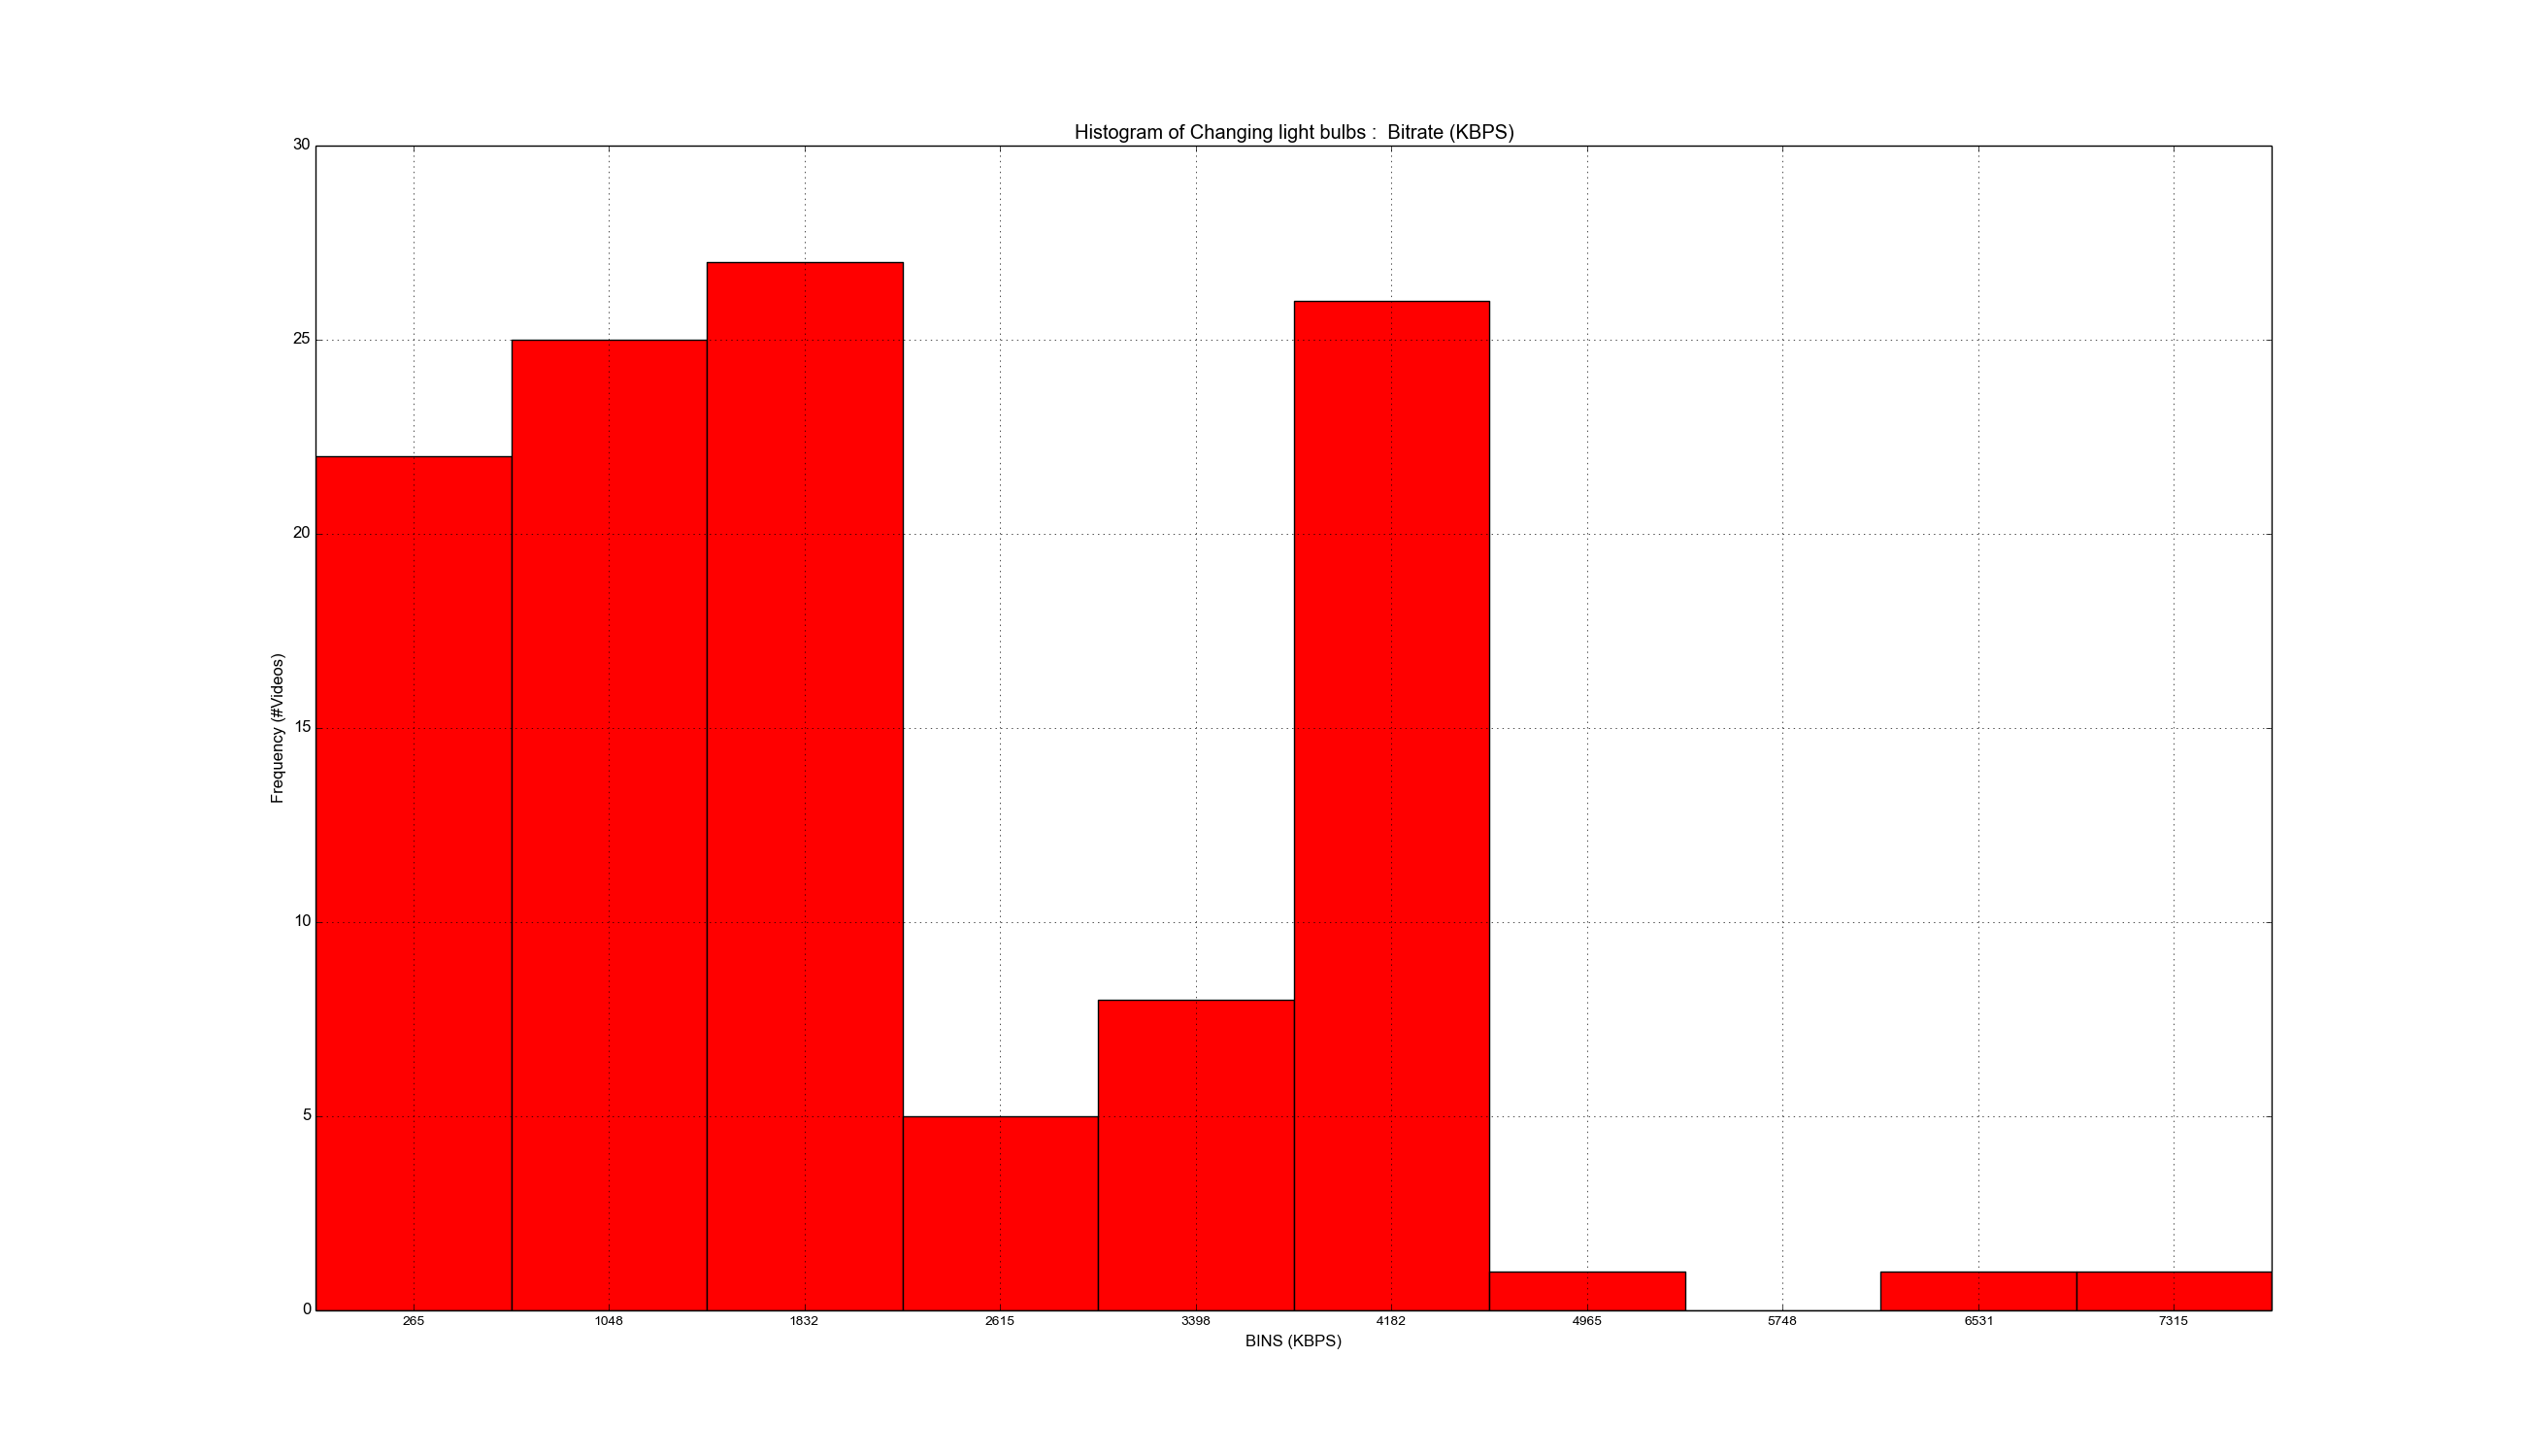 Histogram of Changing light bulbs :  Bitrate (KBPS)
30
25
20
15
10
5
0
Frequency (#Videos)
265 1048 1832 2615 3398 4182 4965 5748 6531 7315
BINS (KBPS)